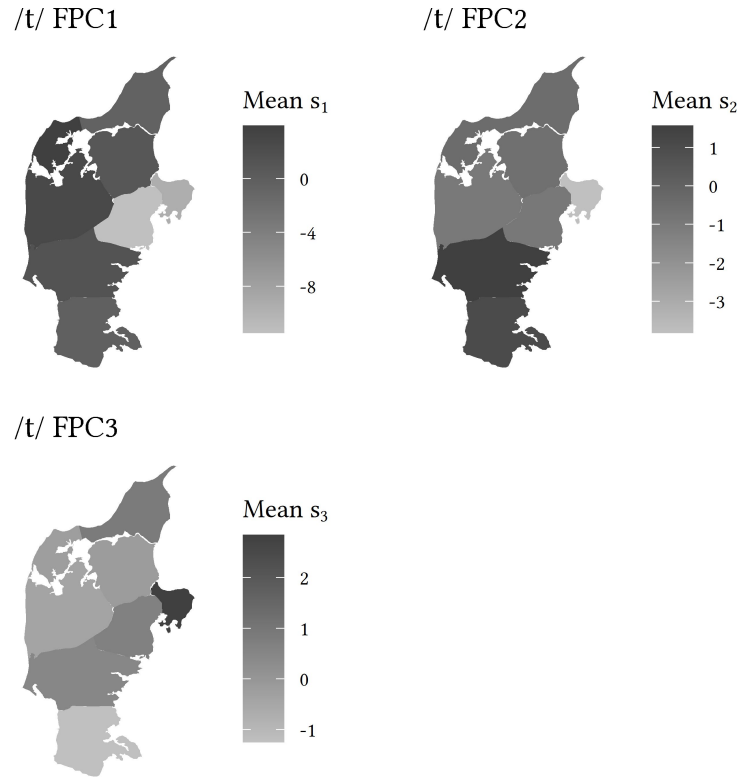 /t/ FPC1
Mean s₁
0
-4
-8
/t/ FPC2
Mean s₂
1
0
-1
-2
-3
/t/ FPC3
Mean s₃
2
1
0
-1